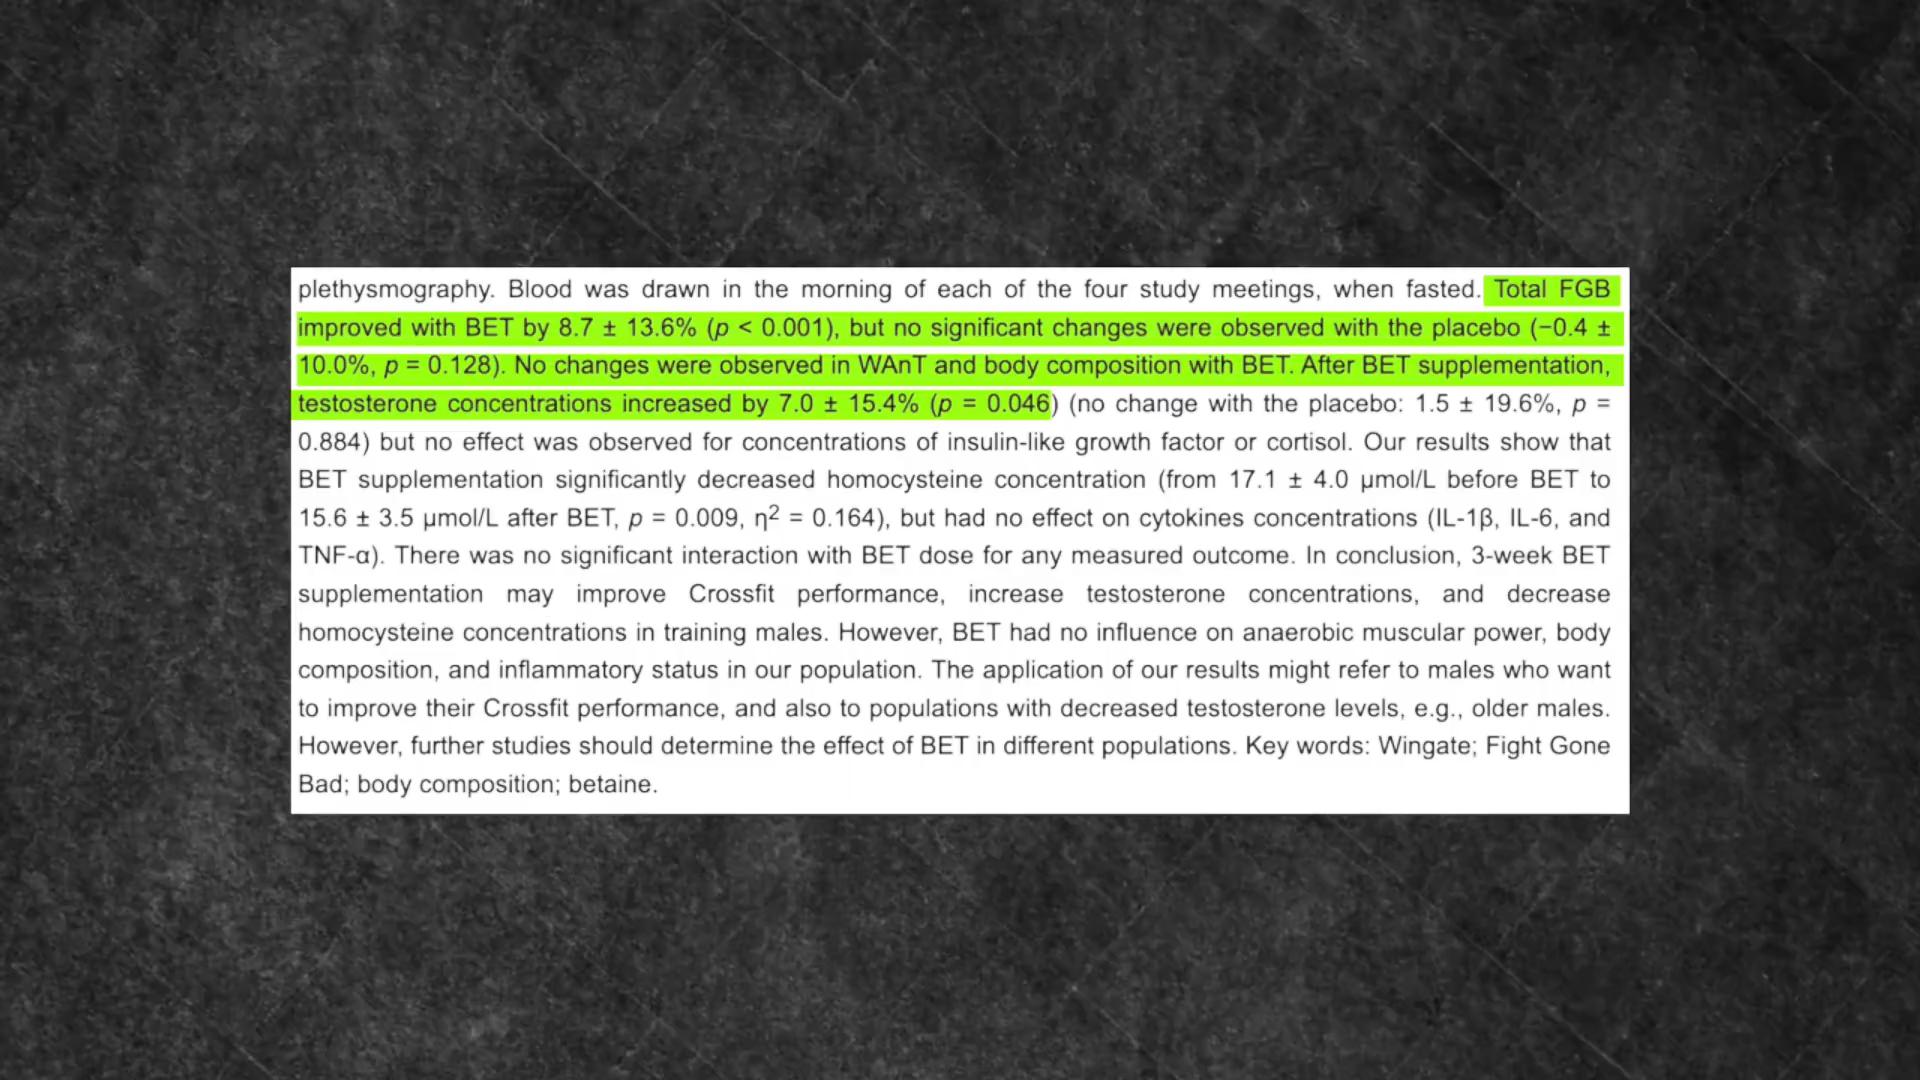 plethysmography. Blood was drawn in the morning of each of the four study meetings, when fasted. Total FGB
improved with BET by 8.7 ± 13.6% (p < 0.001), but no significant changes were observed with the placebo (−0.4 ±
10.0%, p = 0.128). No changes were observed in WAnT and body composition with BET. After BET supplementation,
testosterone concentrations increased by 7.0 ± 15.4% (p = 0.046) (no change with the placebo: 1.5 ± 19.6%, p =
0.884) but no effect was observed for concentrations of insulin-like growth factor or cortisol. Our results show that
BET supplementation significantly decreased homocysteine concentration (from 17.1 ± 4.0 μmol/L before BET to
15.6 ± 3.5 μmol/L after BET, p = 0.009, η2 = 0.164), but had no effect on cytokines concentrations (IL-1β, IL-6, and
TNF-α). There was no significant interaction with BET dose for any measured outcome. In conclusion, 3-week BET
supplementation may improve Crossfit performance, increase testosterone concentrations, and decrease
homocysteine concentrations in training males. However, BET had no influence on anaerobic muscular power, body
composition, and inflammatory status in our population. The application of our results might refer to males who want
to improve their Crossfit performance, and also to populations with decreased testosterone levels, e.g., older males.
However, further studies should determine the effect of BET in different populations. Key words: Wingate; Fight Gone
Bad; body composition; betaine.